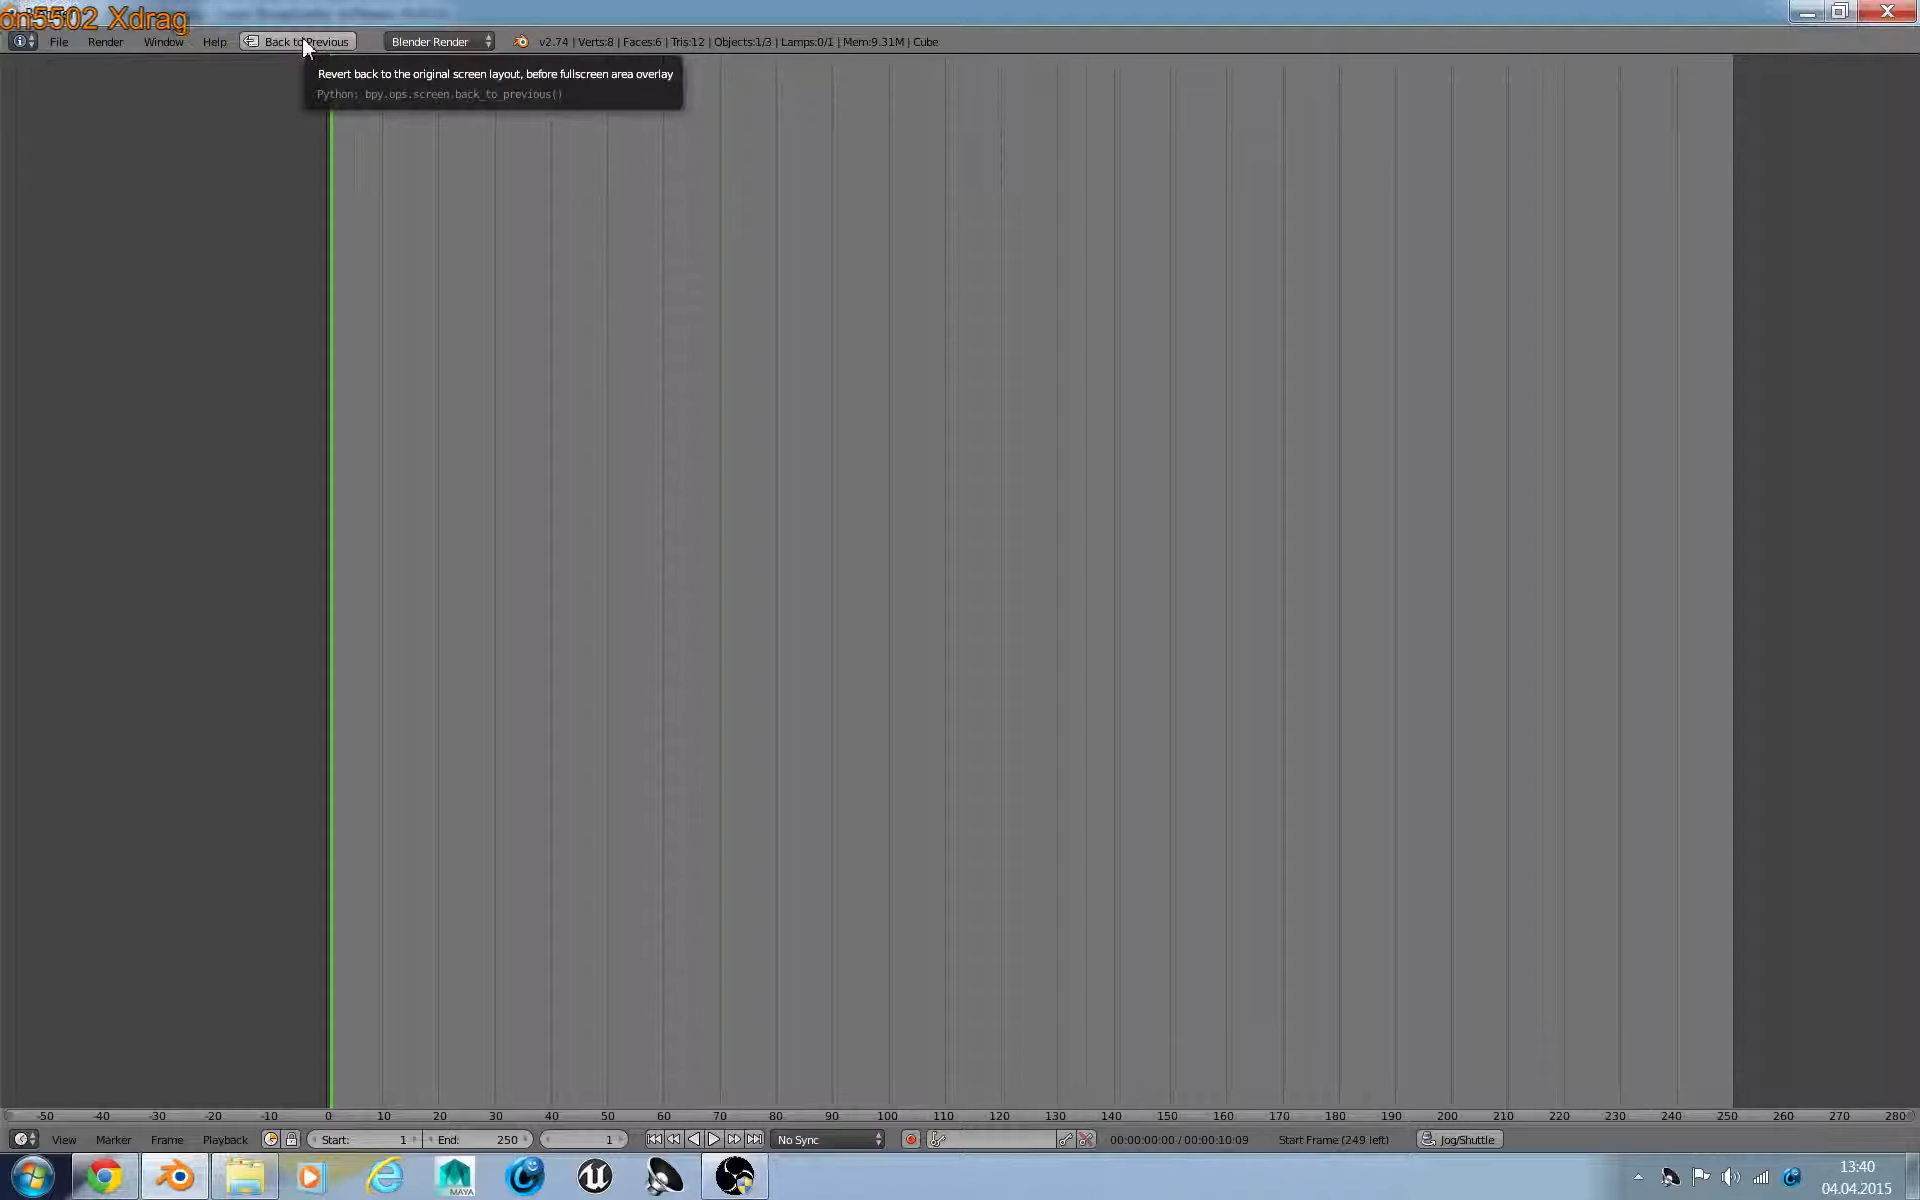 on5502 Xdrag
File Render Window Help Back to Previous Blender Render v2.74 | Verts:8 | Faces:6 | Tris:12 | Objects:1/3 | Lamps:0/1 | Mem:9.31M | Cube
Revert back to the original screen layout, before fullscreen area overlay
Python: bpy.ops.screen.back_to_previous()
-50 -40 -30 -20 -10 0 10 20 30 40 50 60 70 80 90 100 110 120 130 140 150 160 170 180 190 200 210 220 230 240 250 260 270 280
View Marker Frame Playback Start: 1 End: 250 1 No Sync 00:00:00:00 / 00:00:10:09 Start Frame (249 left) Jog/Shuttle
MAYA
13:40
04.04.2015